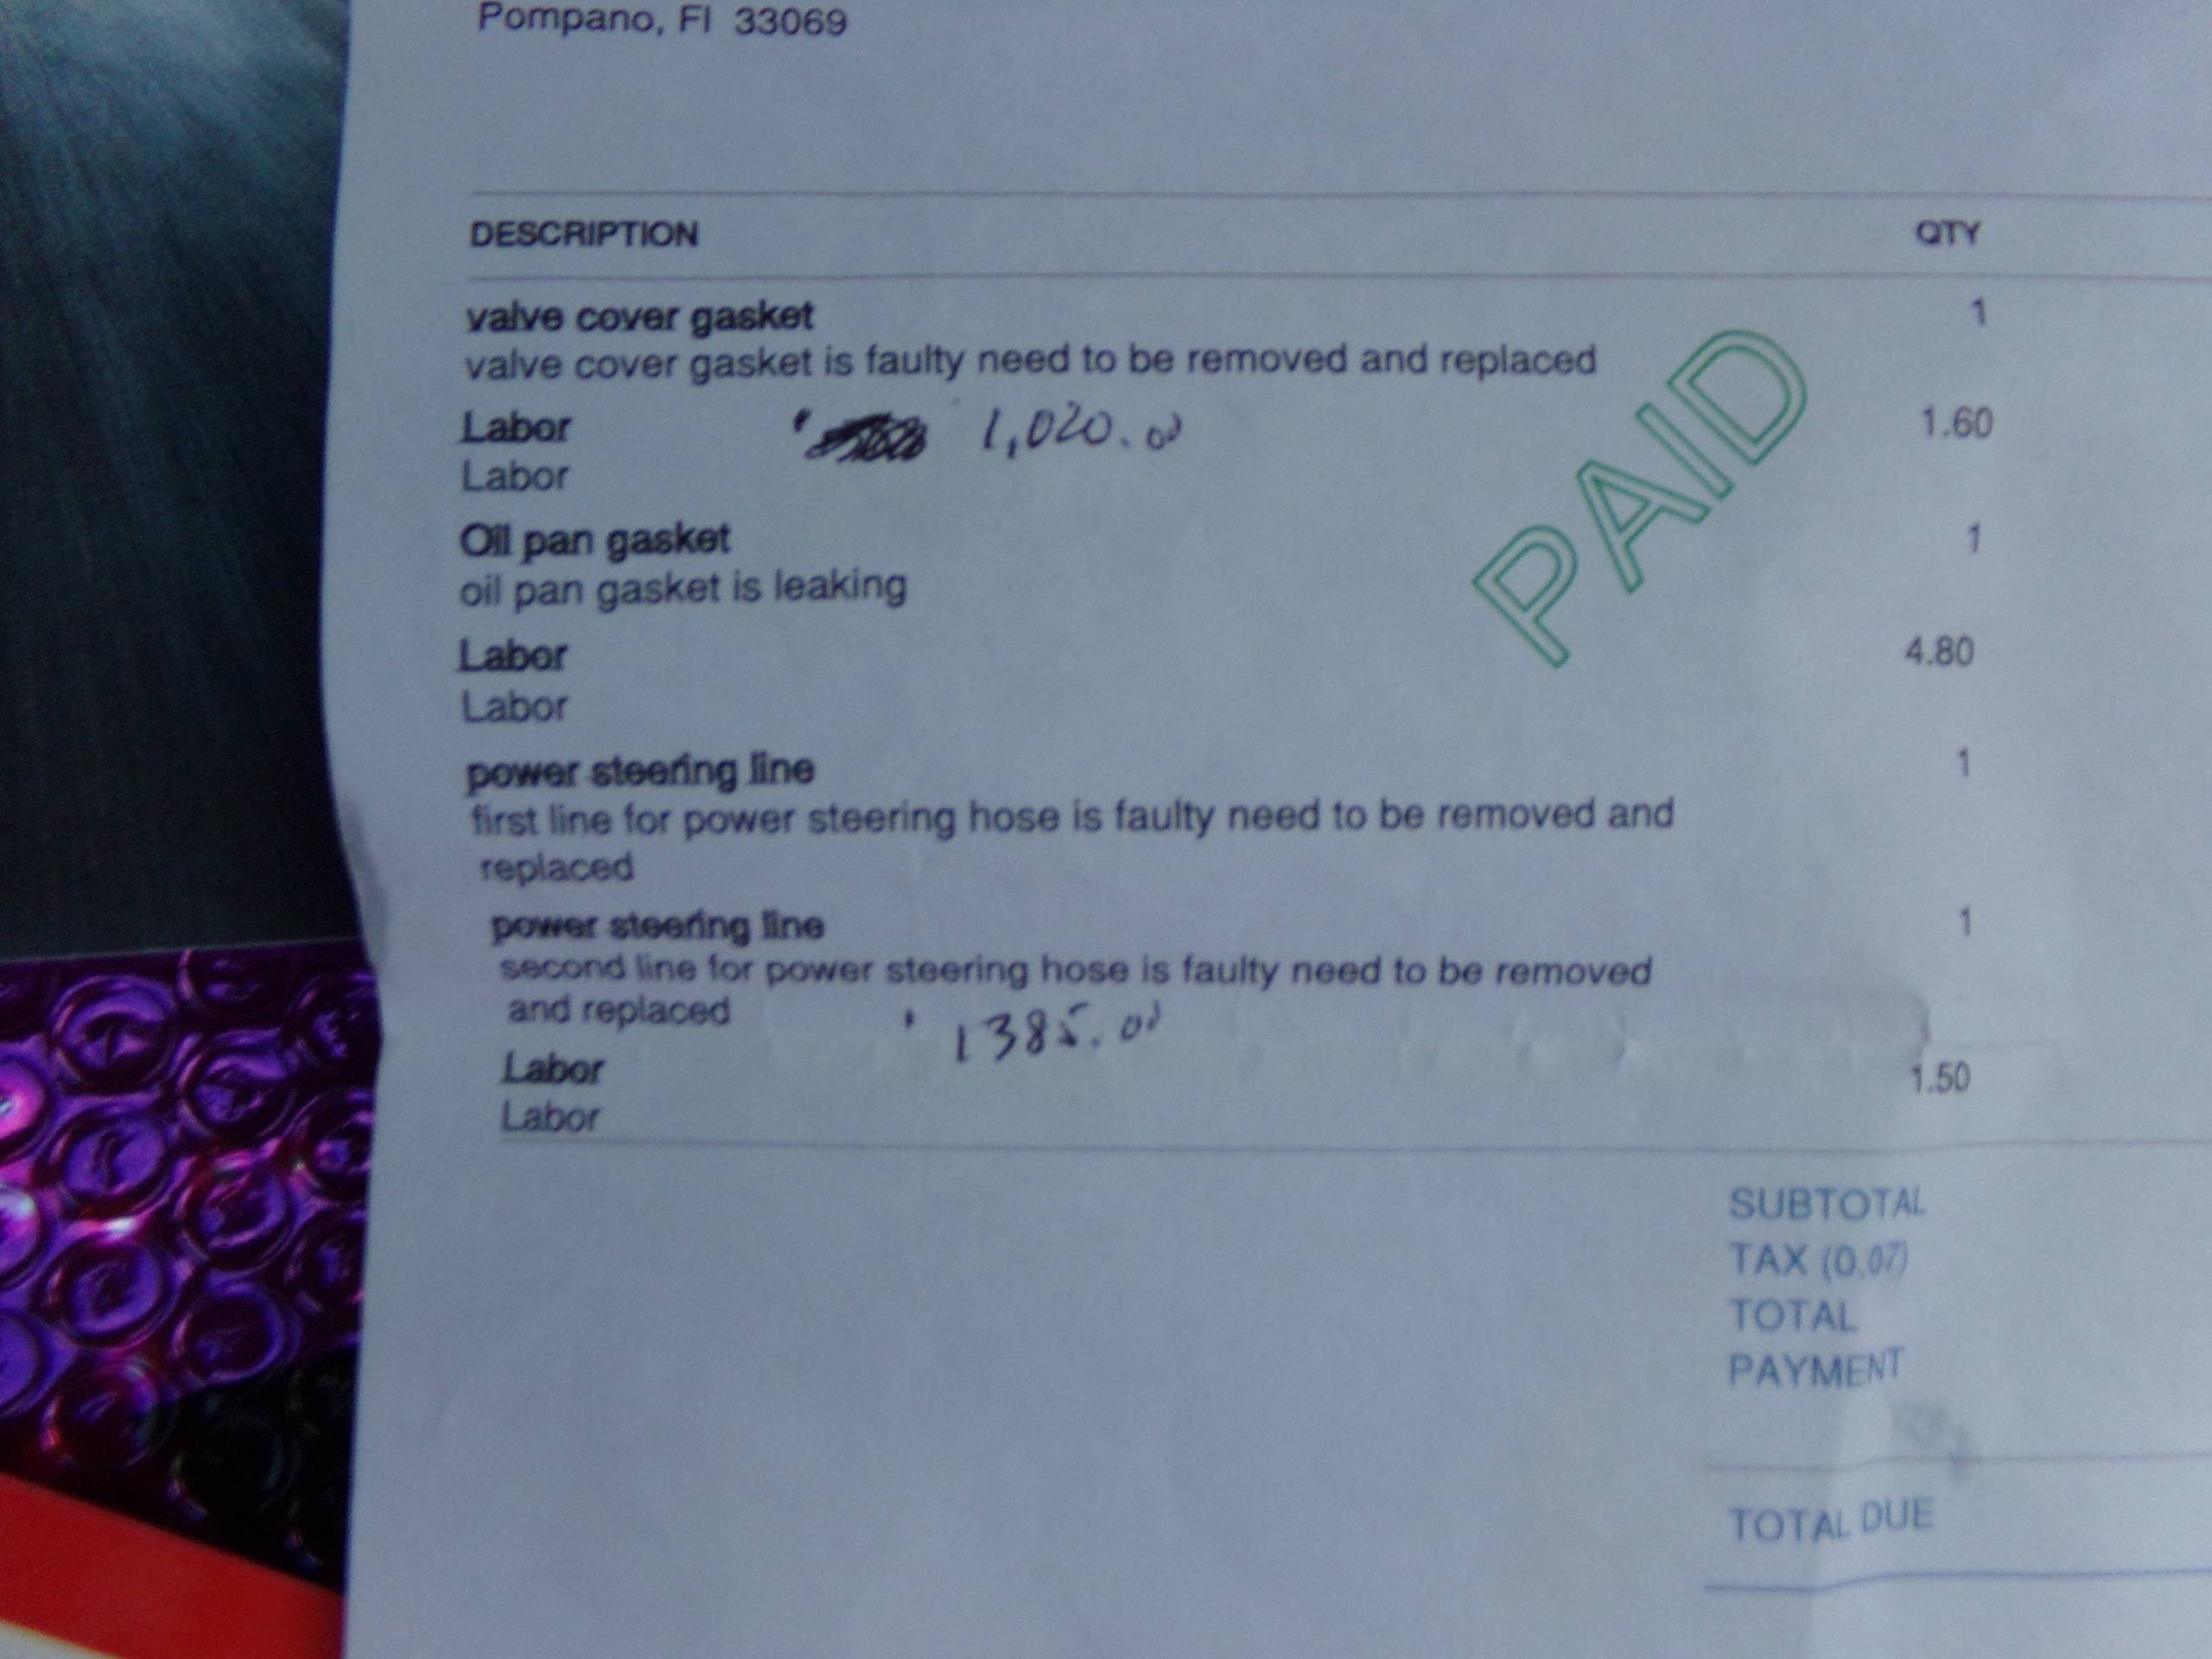 Pompano, Fl 33069
DESCRIPTION QTY
valve cover gasket 1
valve cover gasket is faulty need to be removed and replaced
Labor 1,020.00 1.60
Labor
PAID
Oil pan gasket 1
oil pan gasket is leaking
Labor 4.80
Labor
power steering line 1
first line for power steering hose is faulty need to be removed and
replaced
power steering line 1
second line for power steering hose is faulty need to be removed
and replaced 1385.00
Labor 1.50
Labor
SUBTOTAL
TAX (0.07)
TOTAL
PAYMENT
TOTAL DUE